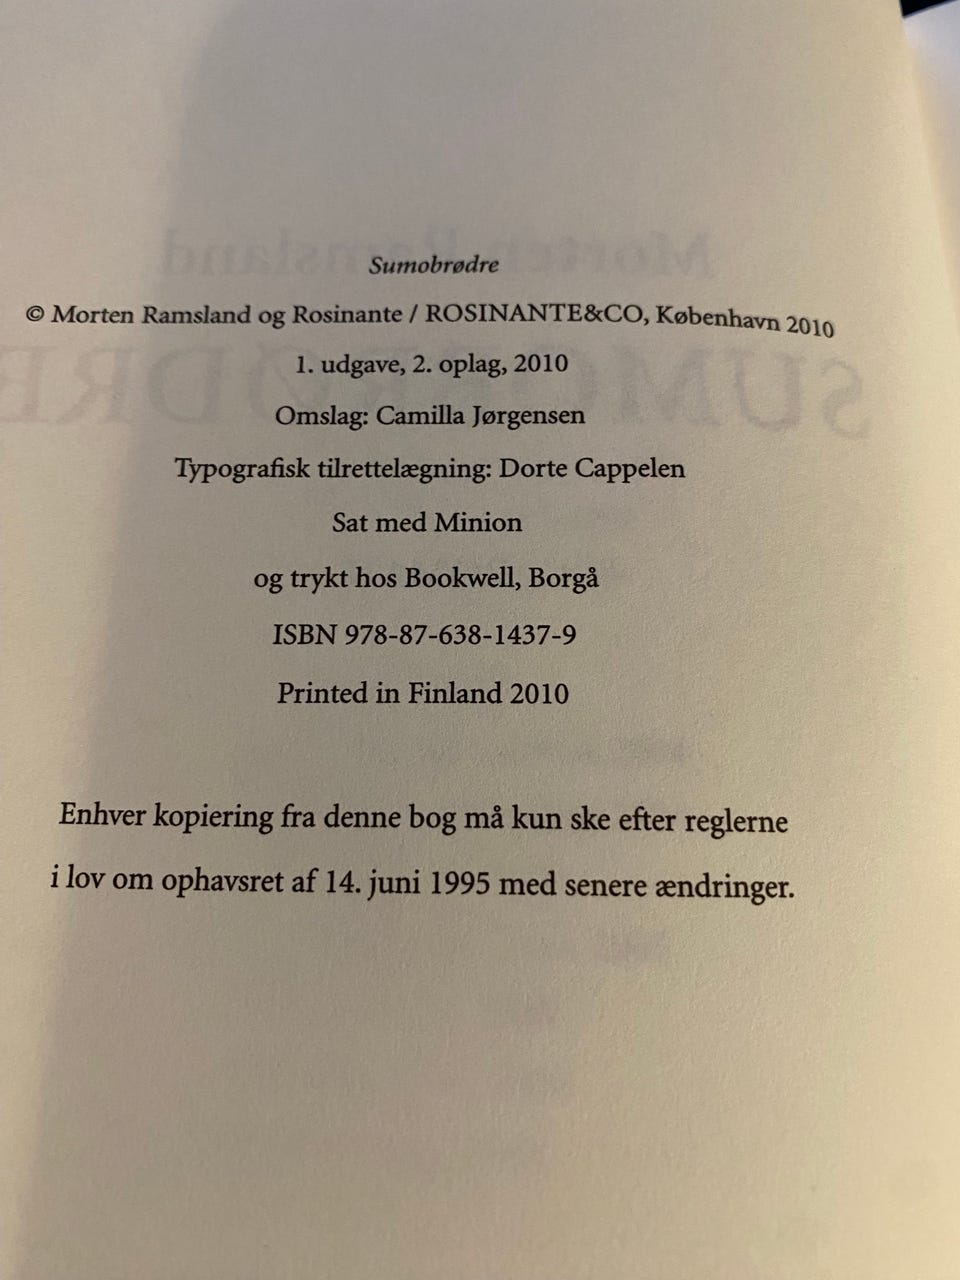 Sumobrødre
© Morten Ramsland og Rosinante / ROSINANTE&CO, København 2010
1. udgave, 2. oplag, 2010
Omslag: Camilla Jørgensen
Typografisk tilrettelægning: Dorte Cappelen
Sat med Minion
og trykt hos Bookwell, Borgå
ISBN 978-87-638-1437-9
Printed in Finland 2010
Enhver kopiering fra denne bog må kun ske efter reglerne
i lov om ophavsret af 14. juni 1995 med senere ændringer.